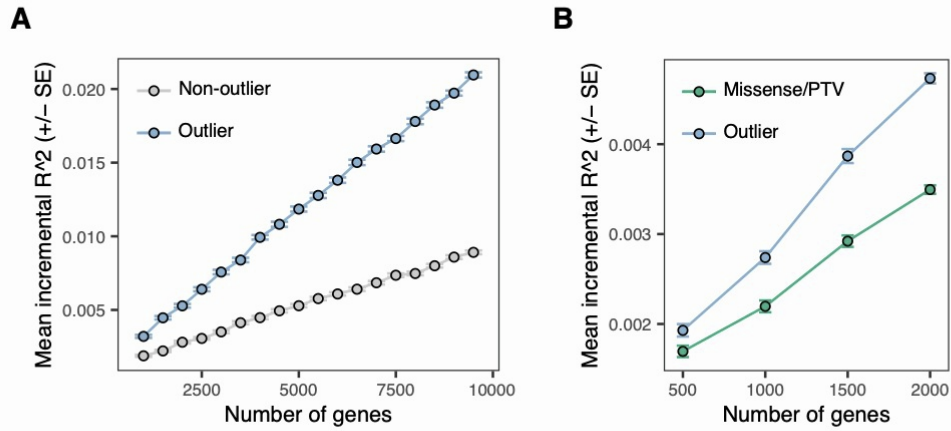 A
Mean incremental R^2 (+/− SE)
0.020
0.015
0.010
0.005
Non-outlier
Outlier
2500
5000
7500
10000
Number of genes
B
Mean incremental R^2 (+/− SE)
0.004
0.003
0.002
Missense/PTV
Outlier
500
1000
1500
2000
Number of genes